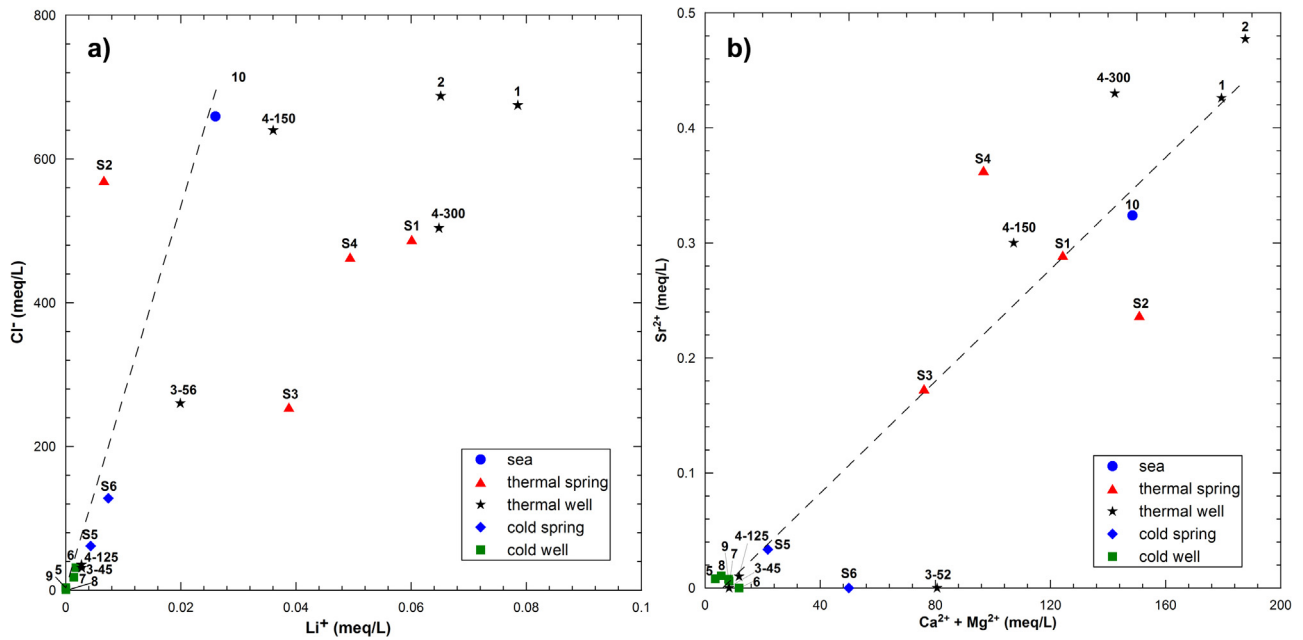 a)
800
600
400
200
0
Cl- (meq/L)
10
2
1
4-150
S2
4-300
S1
S4
3-56
S3
S6
S5
4-125
6
3-45
5
9
7
8
sea
thermal spring
thermal well
cold spring
cold well
0
0.02
0.04
0.06
0.08
0.1
Li+ (meq/L)
b)
0.5
0.4
0.3
0.2
0.1
0
Sr2+ (meq/L)
2
4-300
1
S4
10
4-150
S1
S2
S3
4-125
9
7
S5
5
8
3-45
6
S6
3-52
sea
thermal spring
thermal well
cold spring
cold well
0
40
80
120
160
200
Ca2+ + Mg2+ (meq/L)